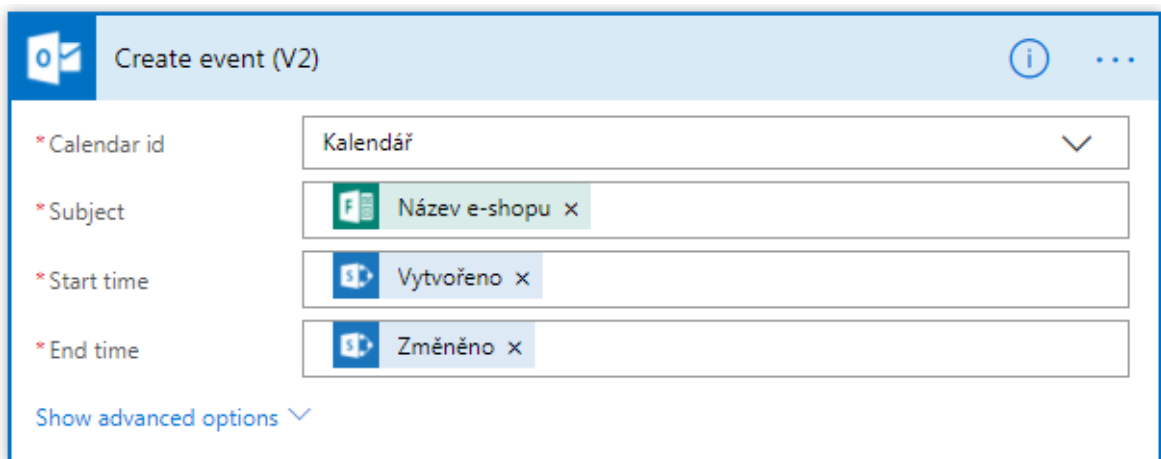 Create event (V2)
* Calendar id
Kalendář
* Subject
Název e-shopu ×
* Start time
Vytvořeno ×
* End time
Změněno ×
Show advanced options